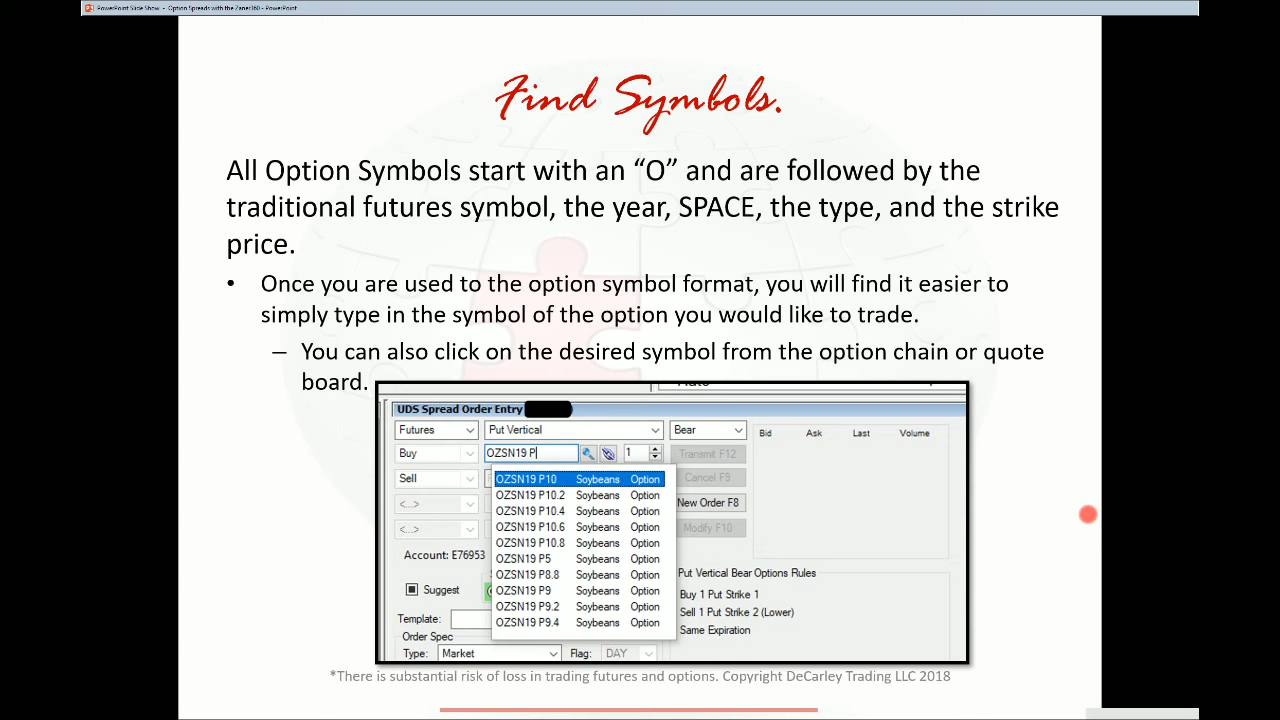 PowerPoint Slide Show - Option Spreads with the Zaner360 - PowerPoint
Find Symbols.
All Option Symbols start with an “O” and are followed by the
traditional futures symbol, the year, SPACE, the type, and the strike
price.
• Once you are used to the option symbol format, you will find it easier to
simply type in the symbol of the option you would like to trade.
– You can also click on the desired symbol from the option chain or quote
board.
UDS Spread Order Entry
Futures Put Vertical Bear Bid Ask Last Volume
Buy OZSN19 P 1 Transmit F12
Sell Cancel F9
OZSN19 P10 Soybeans Option
OZSN19 P10.2 Soybeans Option
<...> New Order F8
OZSN19 P10.4 Soybeans Option
<...> Modify F10
OZSN19 P10.6 Soybeans Option
OZSN19 P10.8 Soybeans Option
Account: E76953
OZSN19 P5 Soybeans Option
OZSN19 P8.8 Soybeans Option
Put Vertical Bear Options Rules
Suggest
OZSN19 P9 Soybeans Option
Buy 1 Put Strike 1
OZSN19 P9.2 Soybeans Option
Sell 1 Put Strike 2 (Lower)
Template:
OZSN19 P9.4 Soybeans Option
Same Expiration
Order Spec
Type: Market Flag: DAY
*There is substantial risk of loss in trading futures and options. Copyright DeCarley Trading LLC 2018